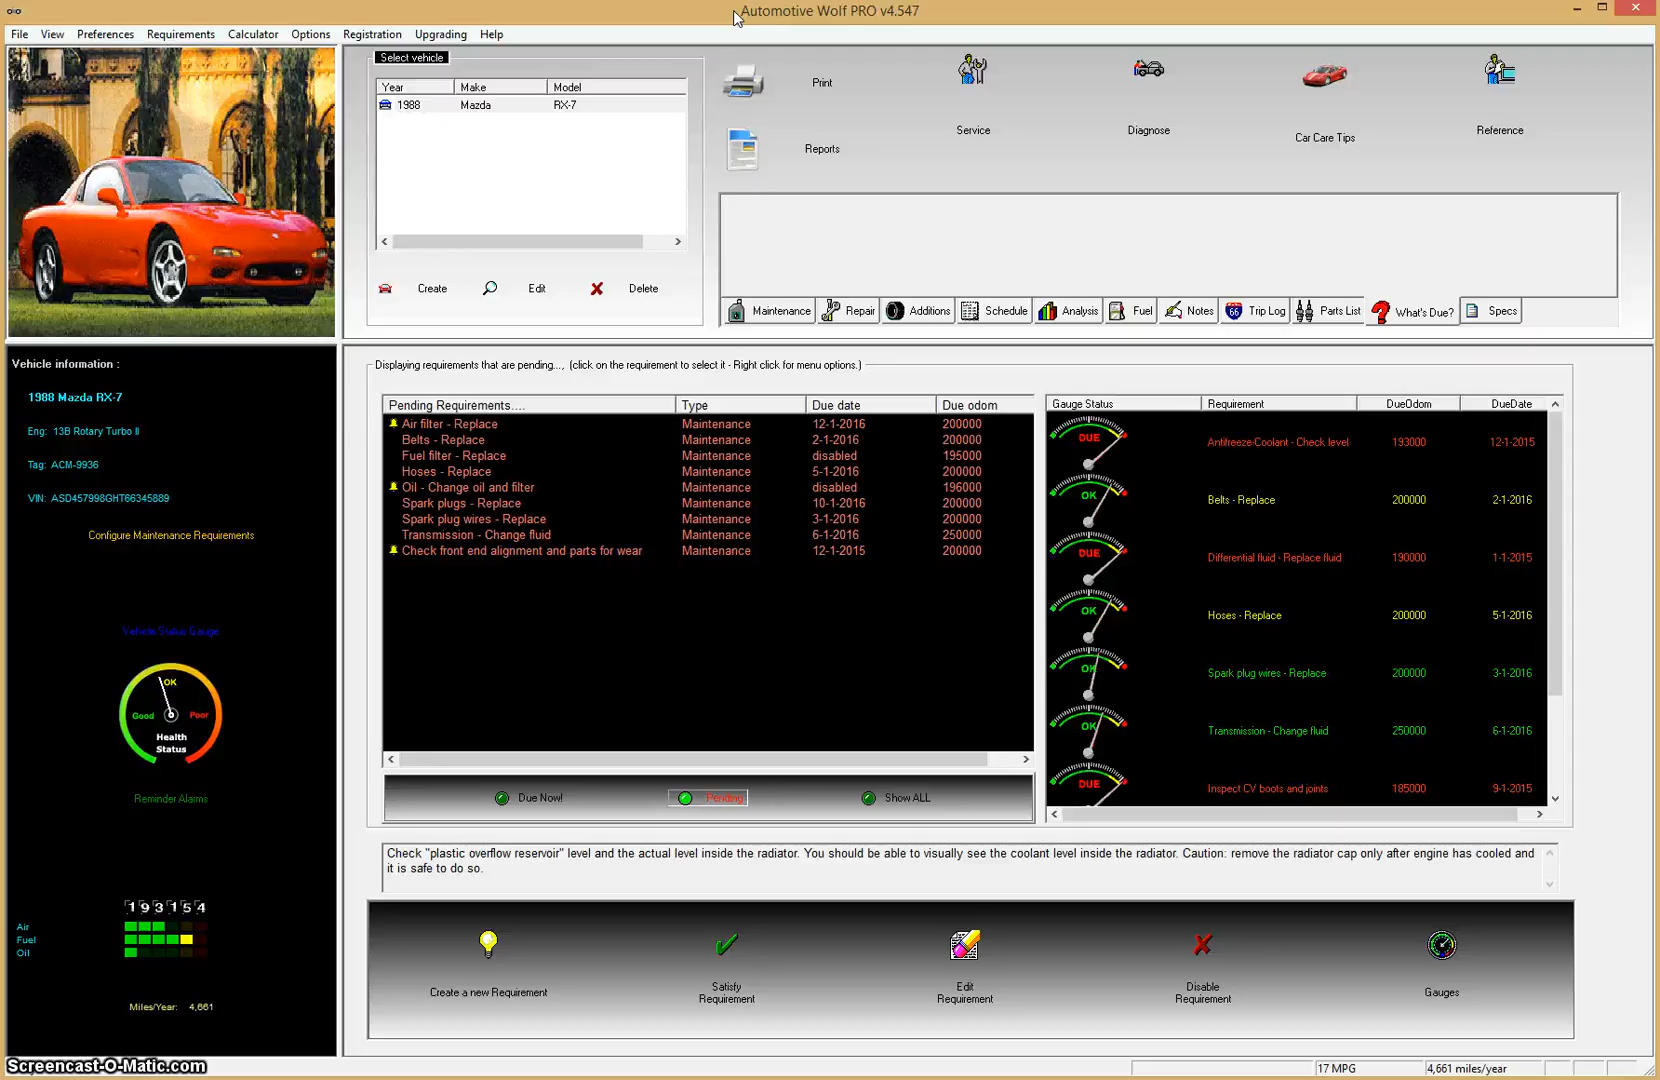 Automotive Wolf PRO v4.547
File View Preferences Requirements Calculator Options Registration Upgrading Help
Select vehicle
Year Make Model
1988 Mazda RX-7
Create Edit Delete
Print
Reports
Service
Diagnose
Car Care Tips
Reference
Maintenance Repair Additions Schedule Analysis Fuel Notes 66 Trip Log Parts List What's Due? Specs
Vehicle information :
1988 Mazda RX-7
Eng: 13B Rotary Turbo II
Tag: ACM-9936
VIN: ASD457998GHT66345889
Configure Maintenance Requirements
Vehicle Status Gauge
OK
Good Poor
Health
Status
Reminder Alarms
193154
Air
Fuel
Oil
Miles/Year: 4,661
Displaying requirements that are pending..., (click on the requirement to select it - Right click for menu options.)
Pending Requirements.... Type Due date Due odom
Air filter - Replace Maintenance 12-1-2016 200000
Belts - Replace Maintenance 2-1-2016 200000
Fuel filter - Replace Maintenance disabled 195000
Hoses - Replace Maintenance 5-1-2016 200000
Oil - Change oil and filter Maintenance disabled 196000
Spark plugs - Replace Maintenance 10-1-2016 200000
Spark plug wires - Replace Maintenance 3-1-2016 200000
Transmission - Change fluid Maintenance 6-1-2016 250000
Check front end alignment and parts for wear Maintenance 12-1-2015 200000
Due Now! Pending Show ALL
Gauge Status Requirement DueOdom DueDate
DUE Antifreeze-Coolant - Check level 193000 12-1-2015
OK Belts - Replace 200000 2-1-2016
DUE Differential fluid - Replace fluid 190000 1-1-2015
OK Hoses - Replace 200000 5-1-2016
OK Spark plug wires - Replace 200000 3-1-2016
OK Transmission - Change fluid 250000 6-1-2016
DUE Inspect CV boots and joints 185000 9-1-2015
Check "plastic overflow reservoir" level and the actual level inside the radiator. You should be able to visually see the coolant level inside the radiator. Caution: remove the radiator cap only after engine has cooled and
it is safe to do so.
Create a new Requirement
Satisfy
Requirement
Edit
Requirement
Disable
Requirement
Gauges
Screencast-O-Matic.com
17 MPG 4,661 miles/year